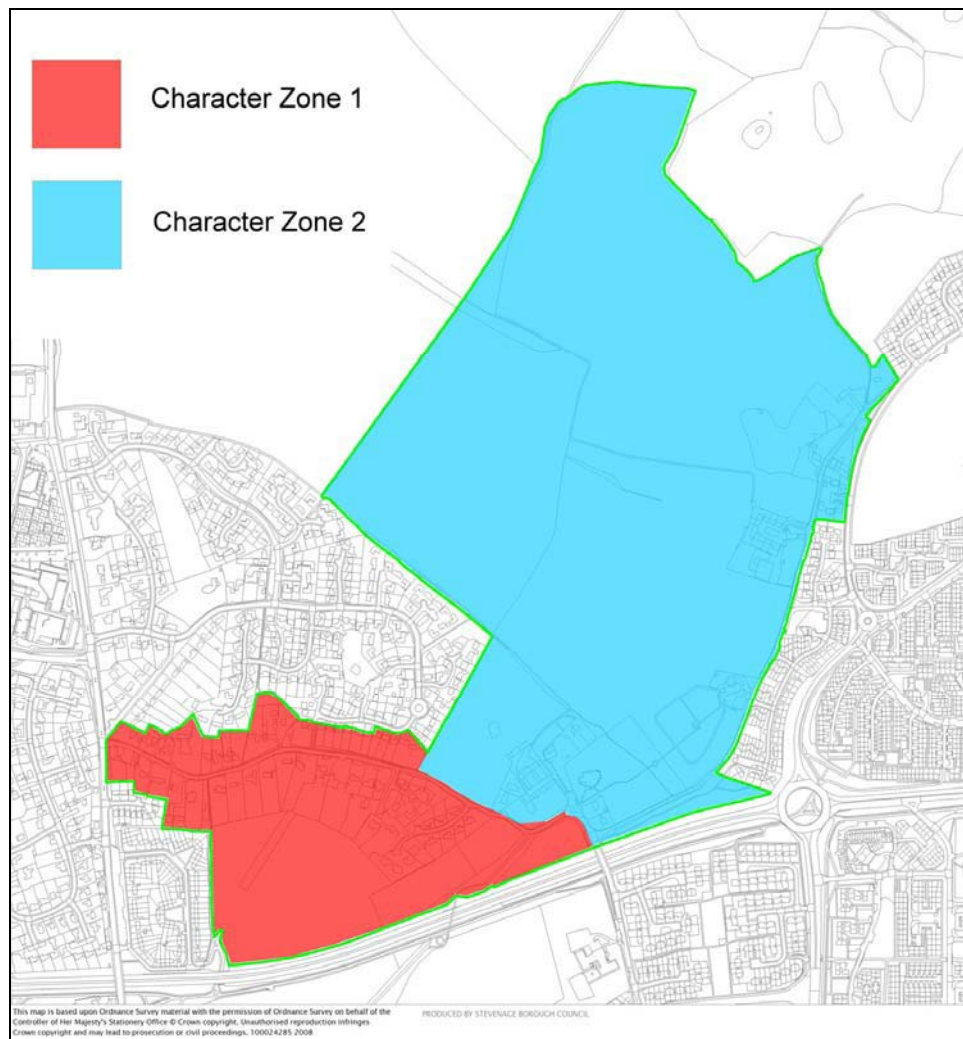 Character Zone 1
Character Zone 2
This map is based upon Ordnance Survey material with the permission of Ordnance Survey on behalf of the
Controller of Her Majesty's Stationery Office © Crown copyright. Unauthorised reproduction infringes
Crown copyright and may lead to prosecution or civil proceedings, 100024285 2008
PRODUCED BY STEVENAGE BOROUGH COUNCIL